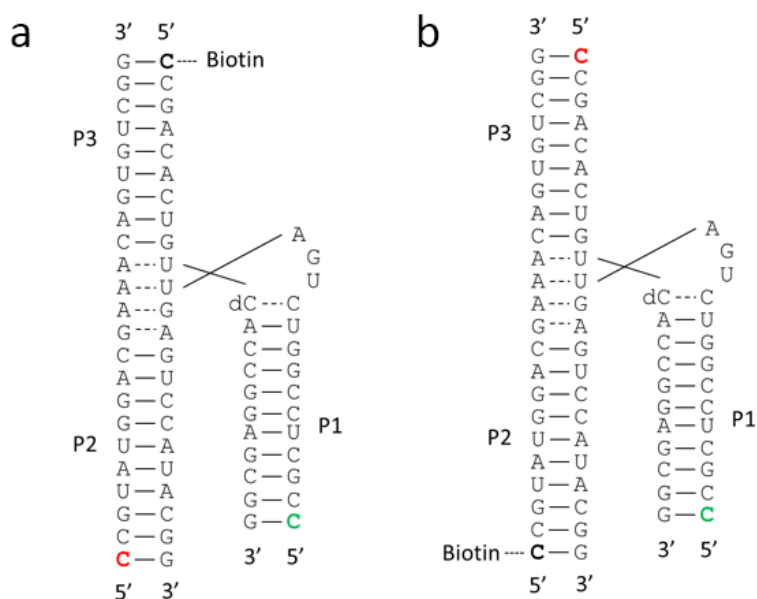 a
3' 5'
G C Biotin
G C
C G
U A
P3
G C
U A
G C
A U
C G
A U
A U
A G
G A
C G
A U
G C
G C
P2
U A
A U
U A
G C
C G
C G
5' 3'
A
G
U
dC C
A U
C G
C G
G C
G C
A U
P1
G C
C G
G C
G C
3' 5'
b
3' 5'
G C
G C
C G
U A
P3
G C
U A
G C
A U
C G
A U
A U
A G
G A
C G
A U
G C
G C
P2
U A
A U
U A
G C
C G
Biotin C G
5' 3'
A
G
U
dC C
A U
C G
C G
G C
G C
A U
P1
G C
C G
G C
G C
3' 5'